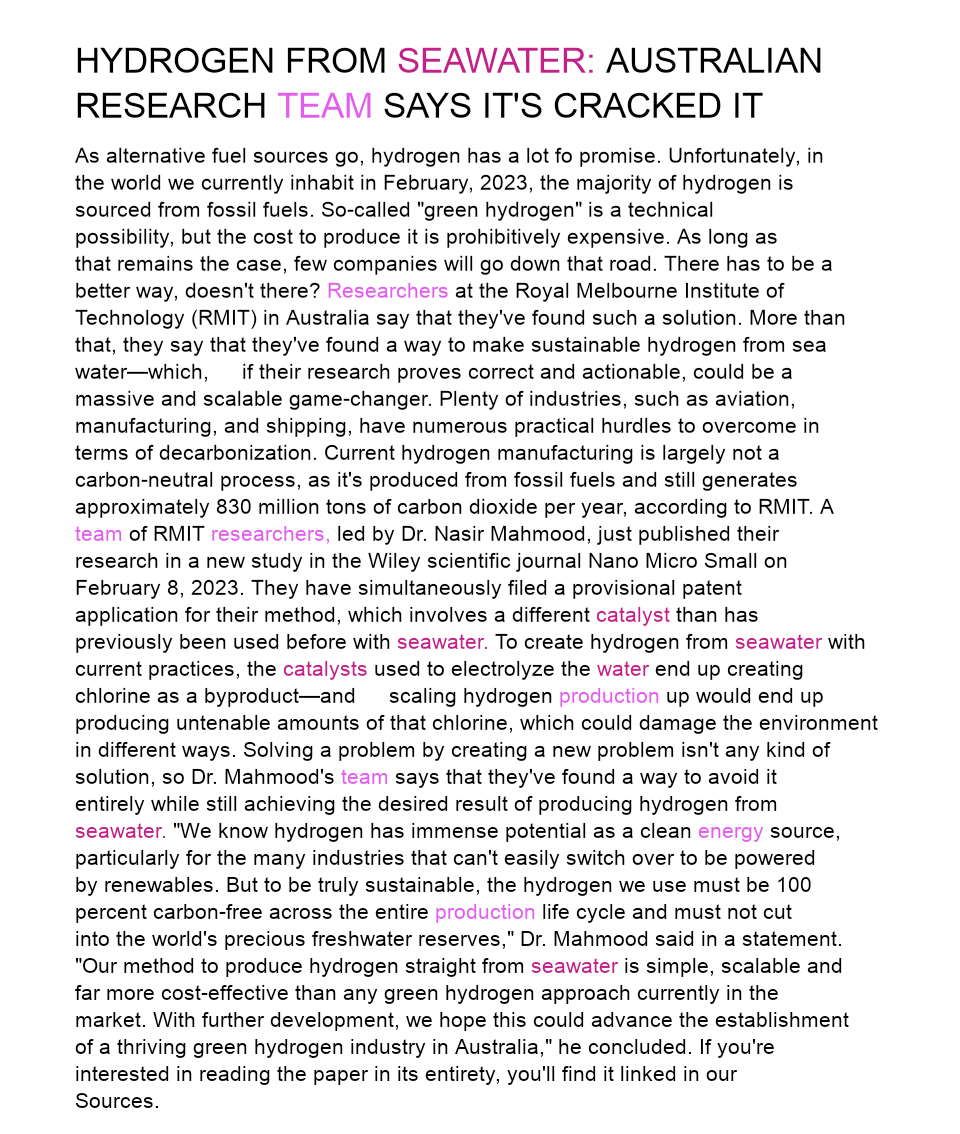 HYDROGEN FROM SEAWATER: AUSTRALIAN
RESEARCH TEAM SAYS IT'S CRACKED IT
As alternative fuel sources go, hydrogen has a lot fo promise. Unfortunately, in
the world we currently inhabit in February, 2023, the majority of hydrogen is
sourced from fossil fuels. So-called "green hydrogen" is a technical
possibility, but the cost to produce it is prohibitively expensive. As long as
that remains the case, few companies will go down that road. There has to be a
better way, doesn't there? Researchers at the Royal Melbourne Institute of
Technology (RMIT) in Australia say that they've found such a solution. More than
that, they say that they've found a way to make sustainable hydrogen from sea
water—which, if their research proves correct and actionable, could be a
massive and scalable game-changer. Plenty of industries, such as aviation,
manufacturing, and shipping, have numerous practical hurdles to overcome in
terms of decarbonization. Current hydrogen manufacturing is largely not a
carbon-neutral process, as it's produced from fossil fuels and still generates
approximately 830 million tons of carbon dioxide per year, according to RMIT. A
team of RMIT researchers, led by Dr. Nasir Mahmood, just published their
research in a new study in the Wiley scientific journal Nano Micro Small on
February 8, 2023. They have simultaneously filed a provisional patent
application for their method, which involves a different catalyst than has
previously been used before with seawater. To create hydrogen from seawater with
current practices, the catalysts used to electrolyze the water end up creating
chlorine as a byproduct—and scaling hydrogen production up would end up
producing untenable amounts of that chlorine, which could damage the environment
in different ways. Solving a problem by creating a new problem isn't any kind of
solution, so Dr. Mahmood's team says that they've found a way to avoid it
entirely while still achieving the desired result of producing hydrogen from
seawater. "We know hydrogen has immense potential as a clean energy source,
particularly for the many industries that can't easily switch over to be powered
by renewables. But to be truly sustainable, the hydrogen we use must be 100
percent carbon-free across the entire production life cycle and must not cut
into the world's precious freshwater reserves," Dr. Mahmood said in a statement.
"Our method to produce hydrogen straight from seawater is simple, scalable and
far more cost-effective than any green hydrogen approach currently in the
market. With further development, we hope this could advance the establishment
of a thriving green hydrogen industry in Australia," he concluded. If you're
interested in reading the paper in its entirety, you'll find it linked in our
Sources.